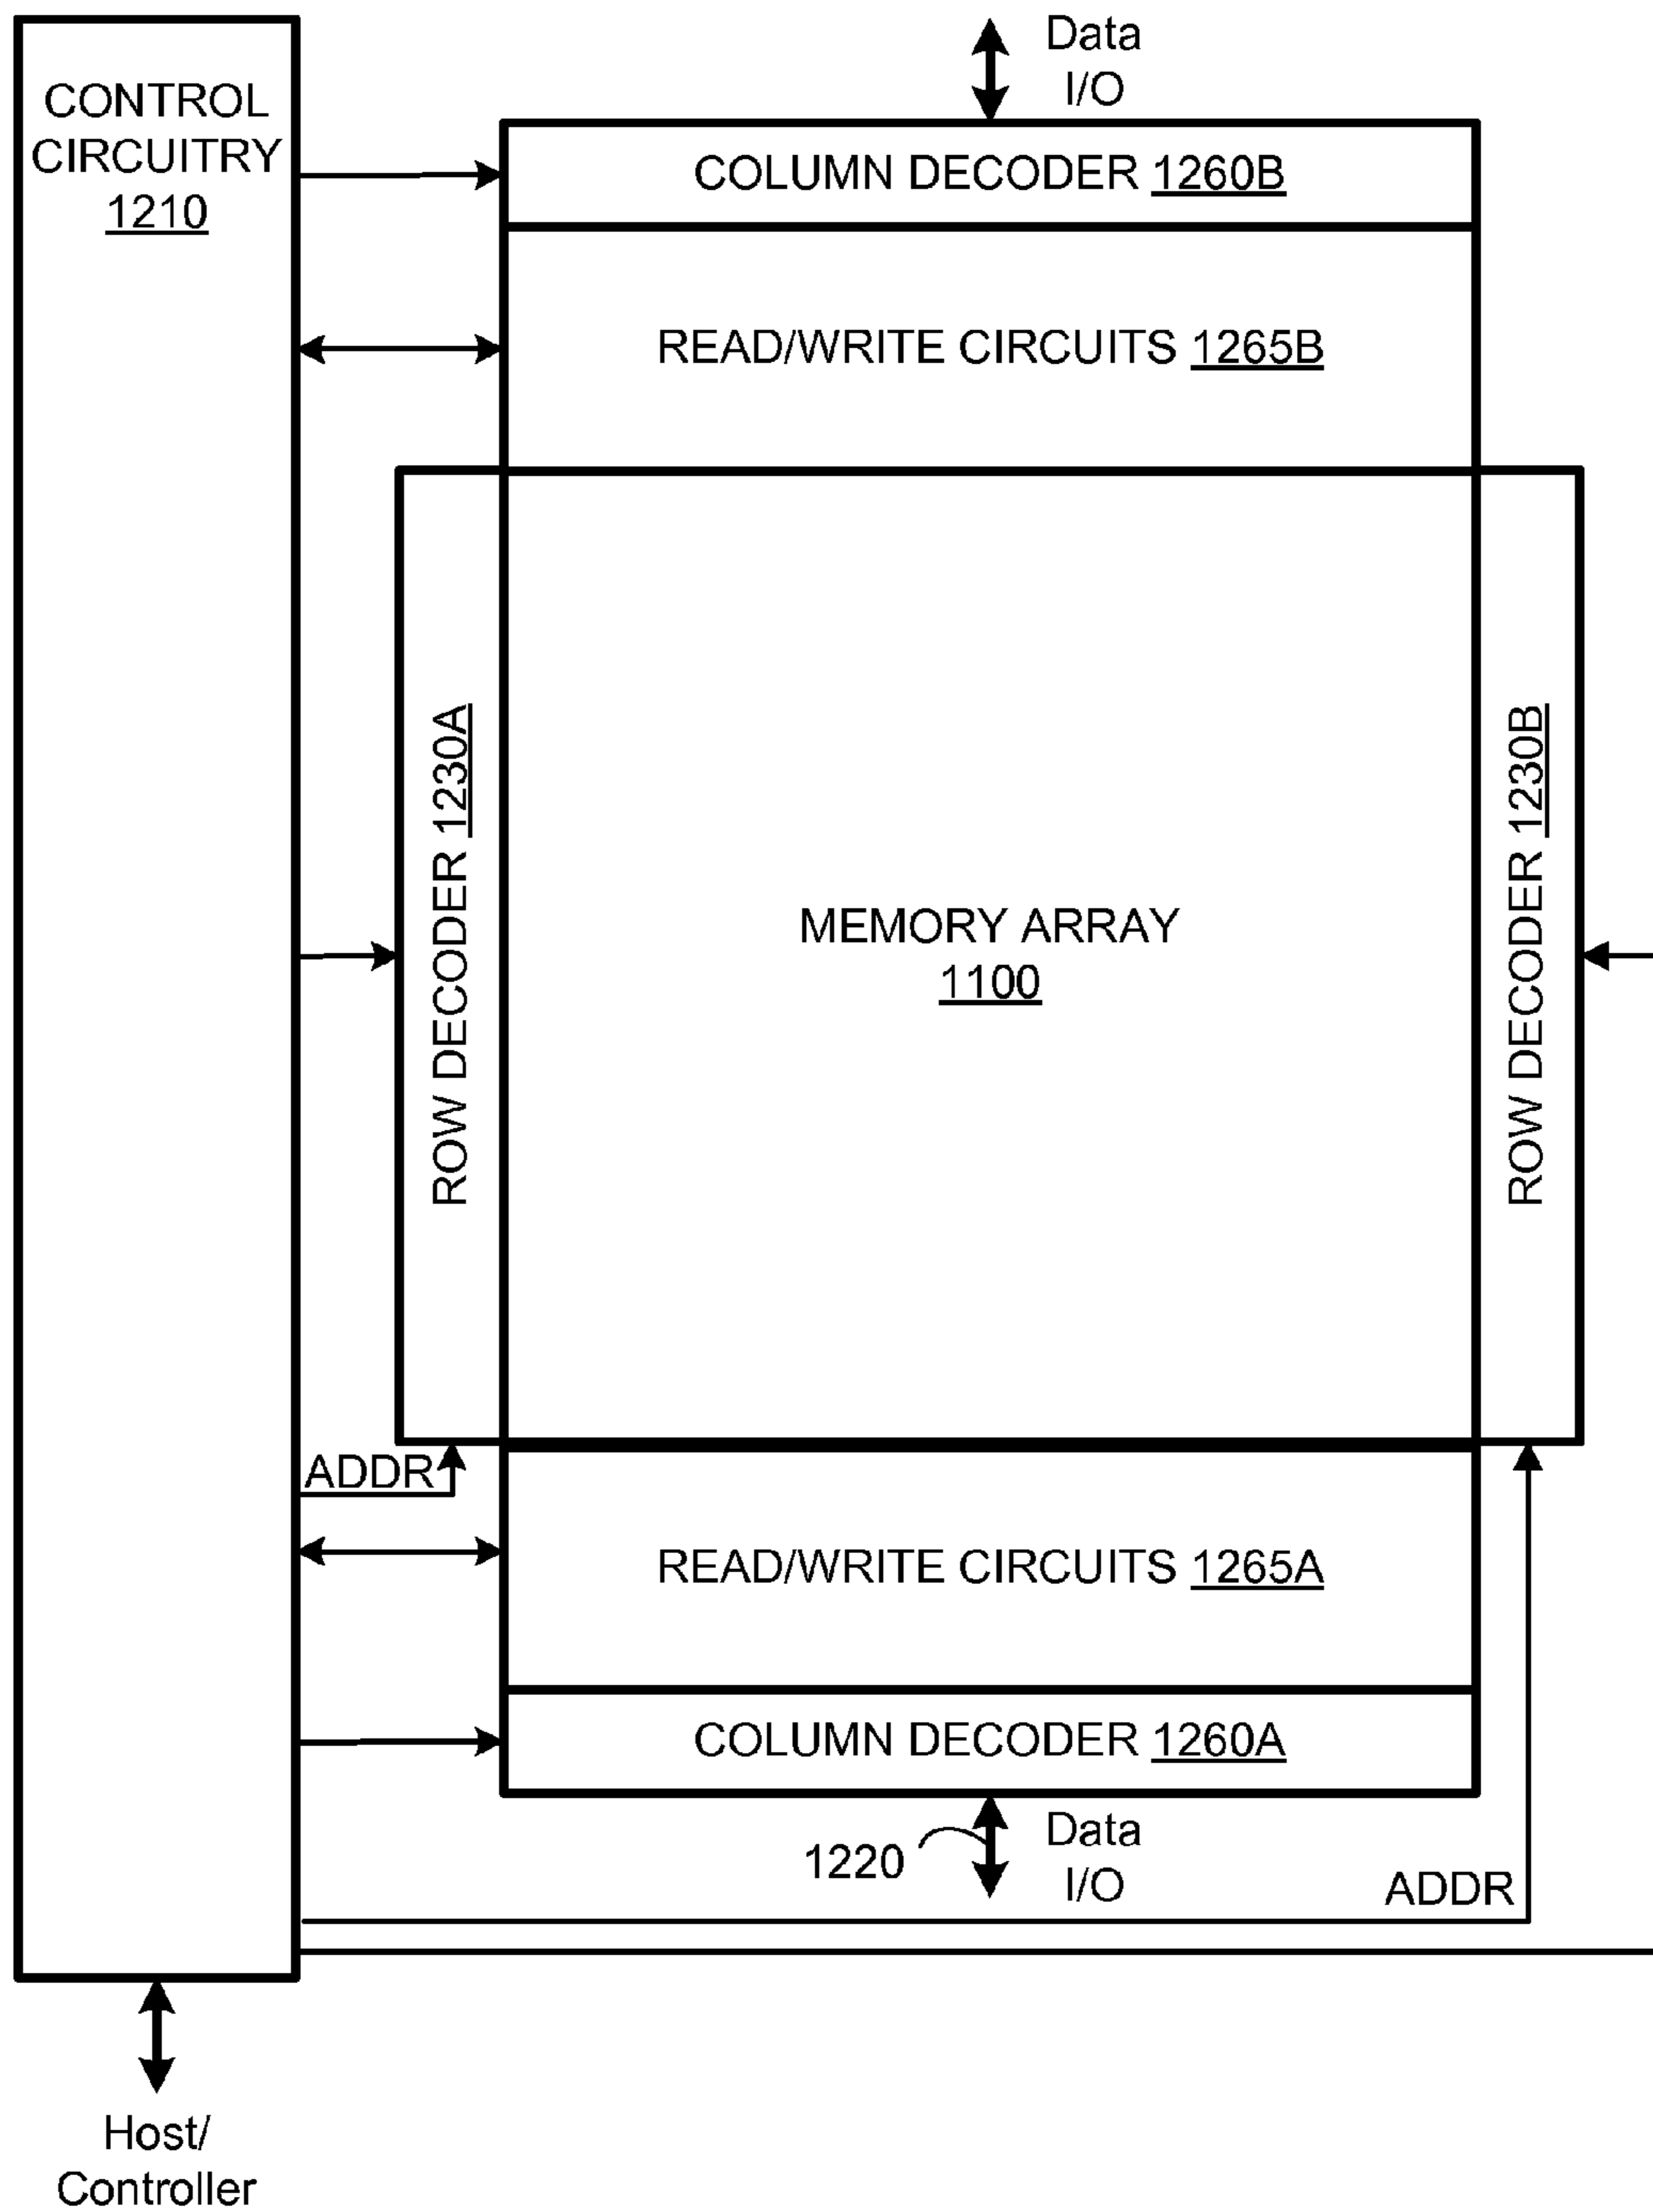 Data
I/O
CONTROL
CIRCUITRY
1210
COLUMN DECODER 1260B
READ/WRITE CIRCUITS 1265B
ROW DECODER 1230A
MEMORY ARRAY
1100
ROW DECODER 1230B
ADDR
READ/WRITE CIRCUITS 1265A
COLUMN DECODER 1260A
1220
Data
I/O
ADDR
Host/
Controller